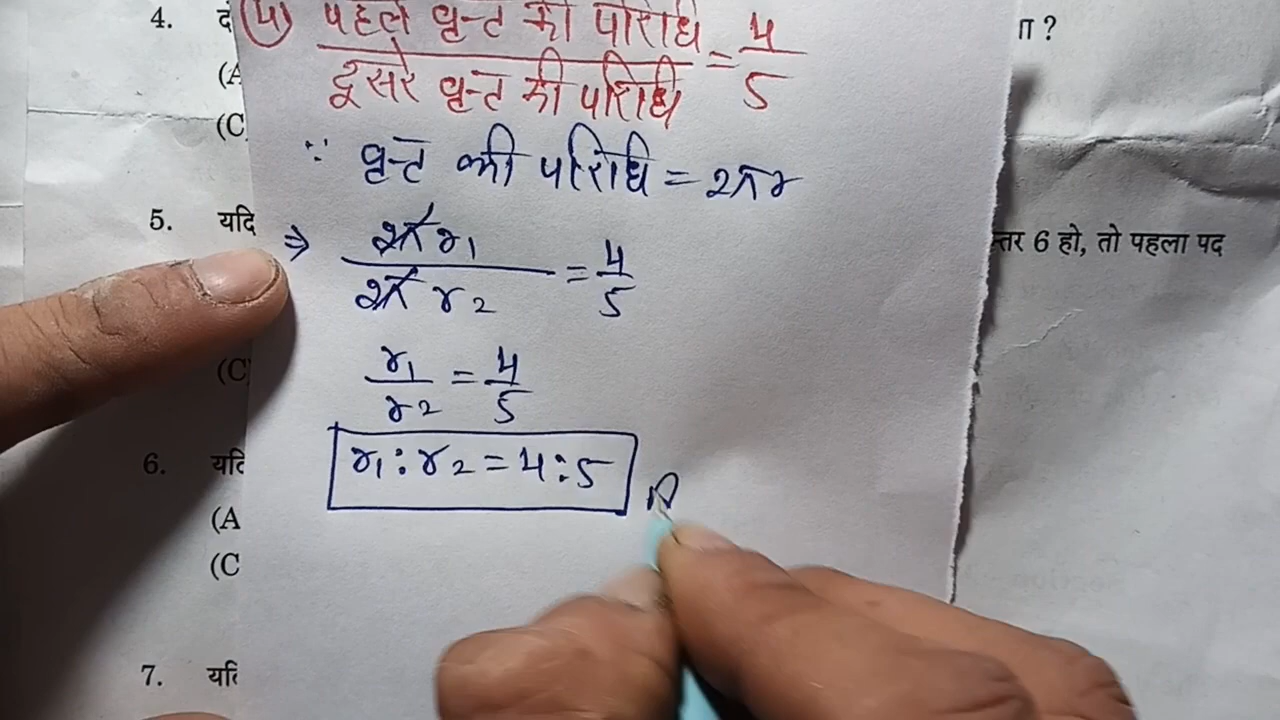 4.
(4) पहले वृन्त की परिधि / दूसरे वृन्त की परिधि = 4/5
ा ?
(A
(C
∵ वृन्त की परिधि = 2πr
5. यदि
⇒ 2πr₁ / 2πr₂ = 4/5
न्तर 6 हो, तो पहला पद
r₁/r₂ = 4/5
(C)
r₁ : r₂ = 4 : 5
6. यदि
(A
(C
7. यदि